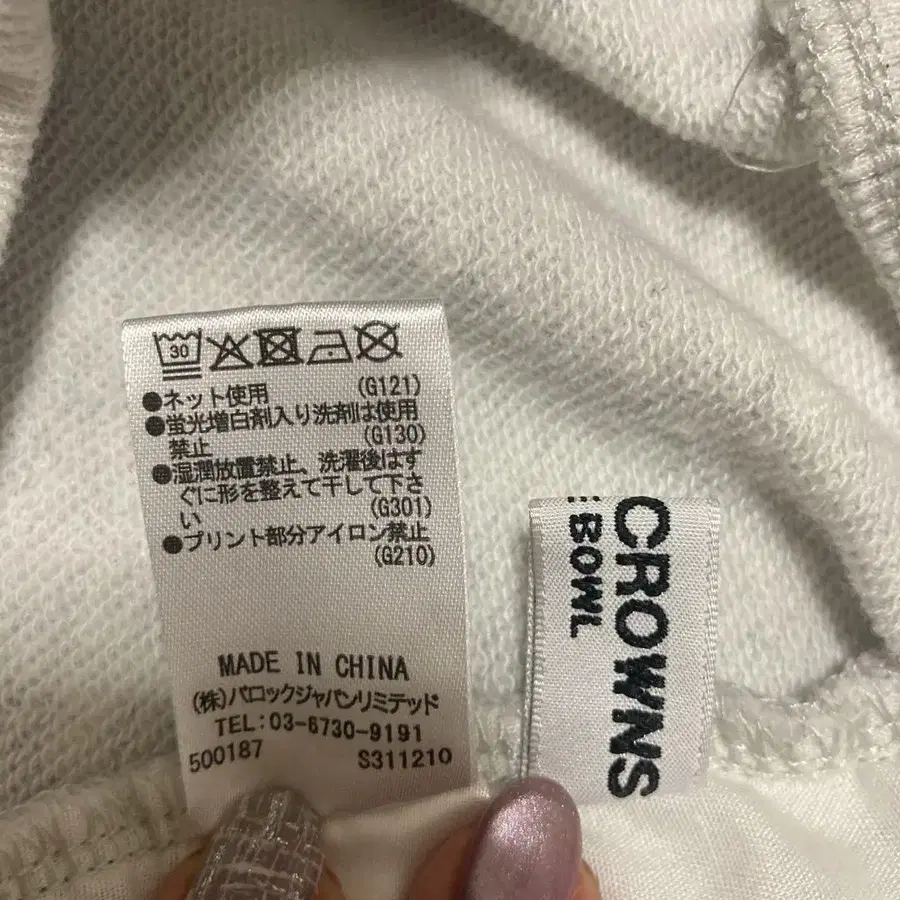 30
●ネット使用 (G121)
●蛍光増白剤入り洗剤は使用
禁止 (G130)
●湿潤放置禁止、洗濯後はす
ぐに形を整えて干して下さ
い (G301)
●プリント部分アイロン禁止
(G210)
MADE IN CHINA
(株)バロックジャパンリミテッド
TEL:03-6730-9191
500187 S311210
CROWNS
BOWL